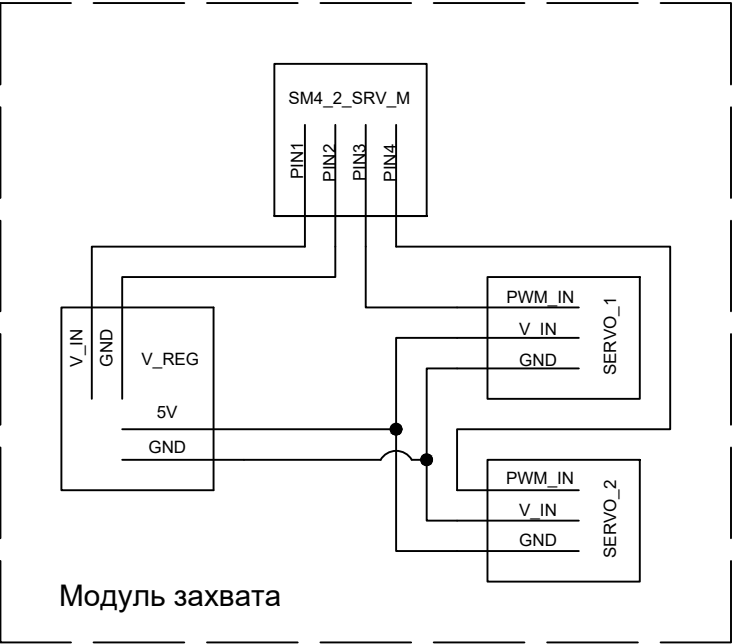 SM4_2_SRV_M
PIN1
PIN2
PIN3
PIN4
V_IN
GND
V_REG
5V
GND
PWM_IN
V_IN
GND
SERVO_1
PWM_IN
V_IN
GND
SERVO_2
Модуль захвата